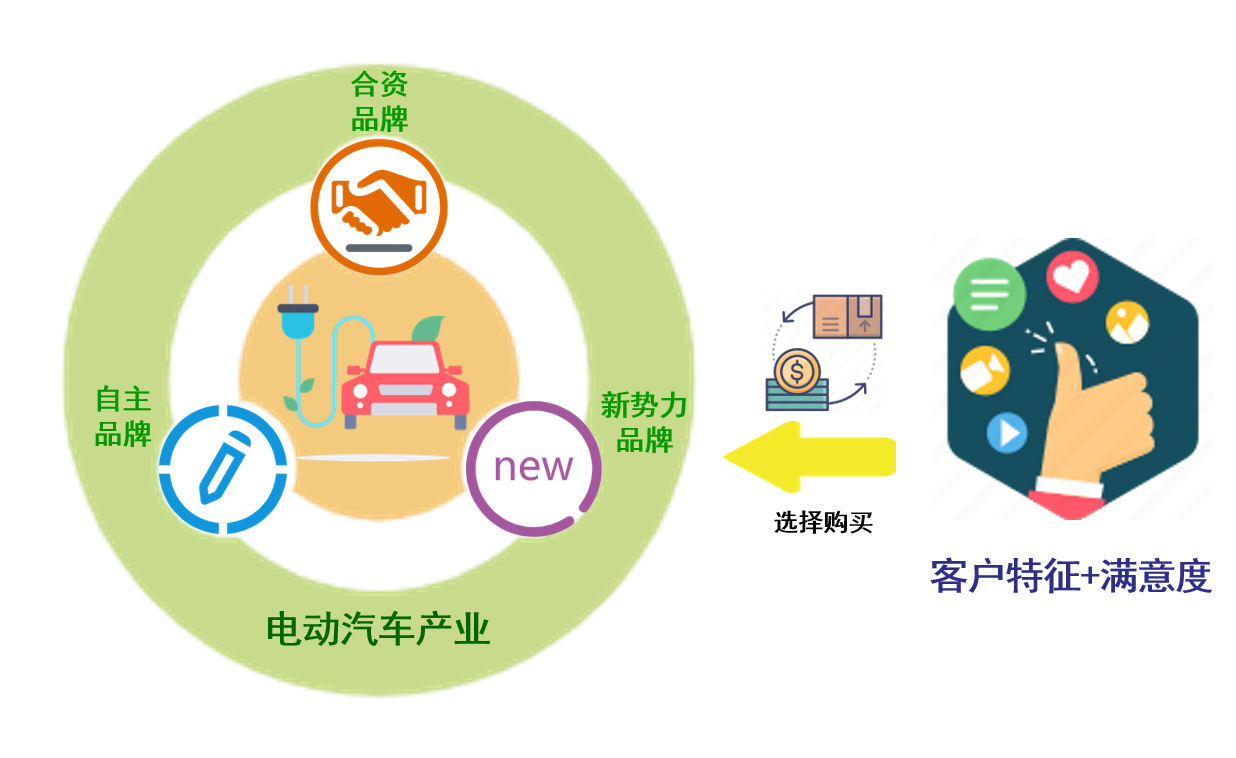 合资
品牌
自主
品牌
新势力
品牌
new
电动汽车产业
选择购买
客户特征+满意度